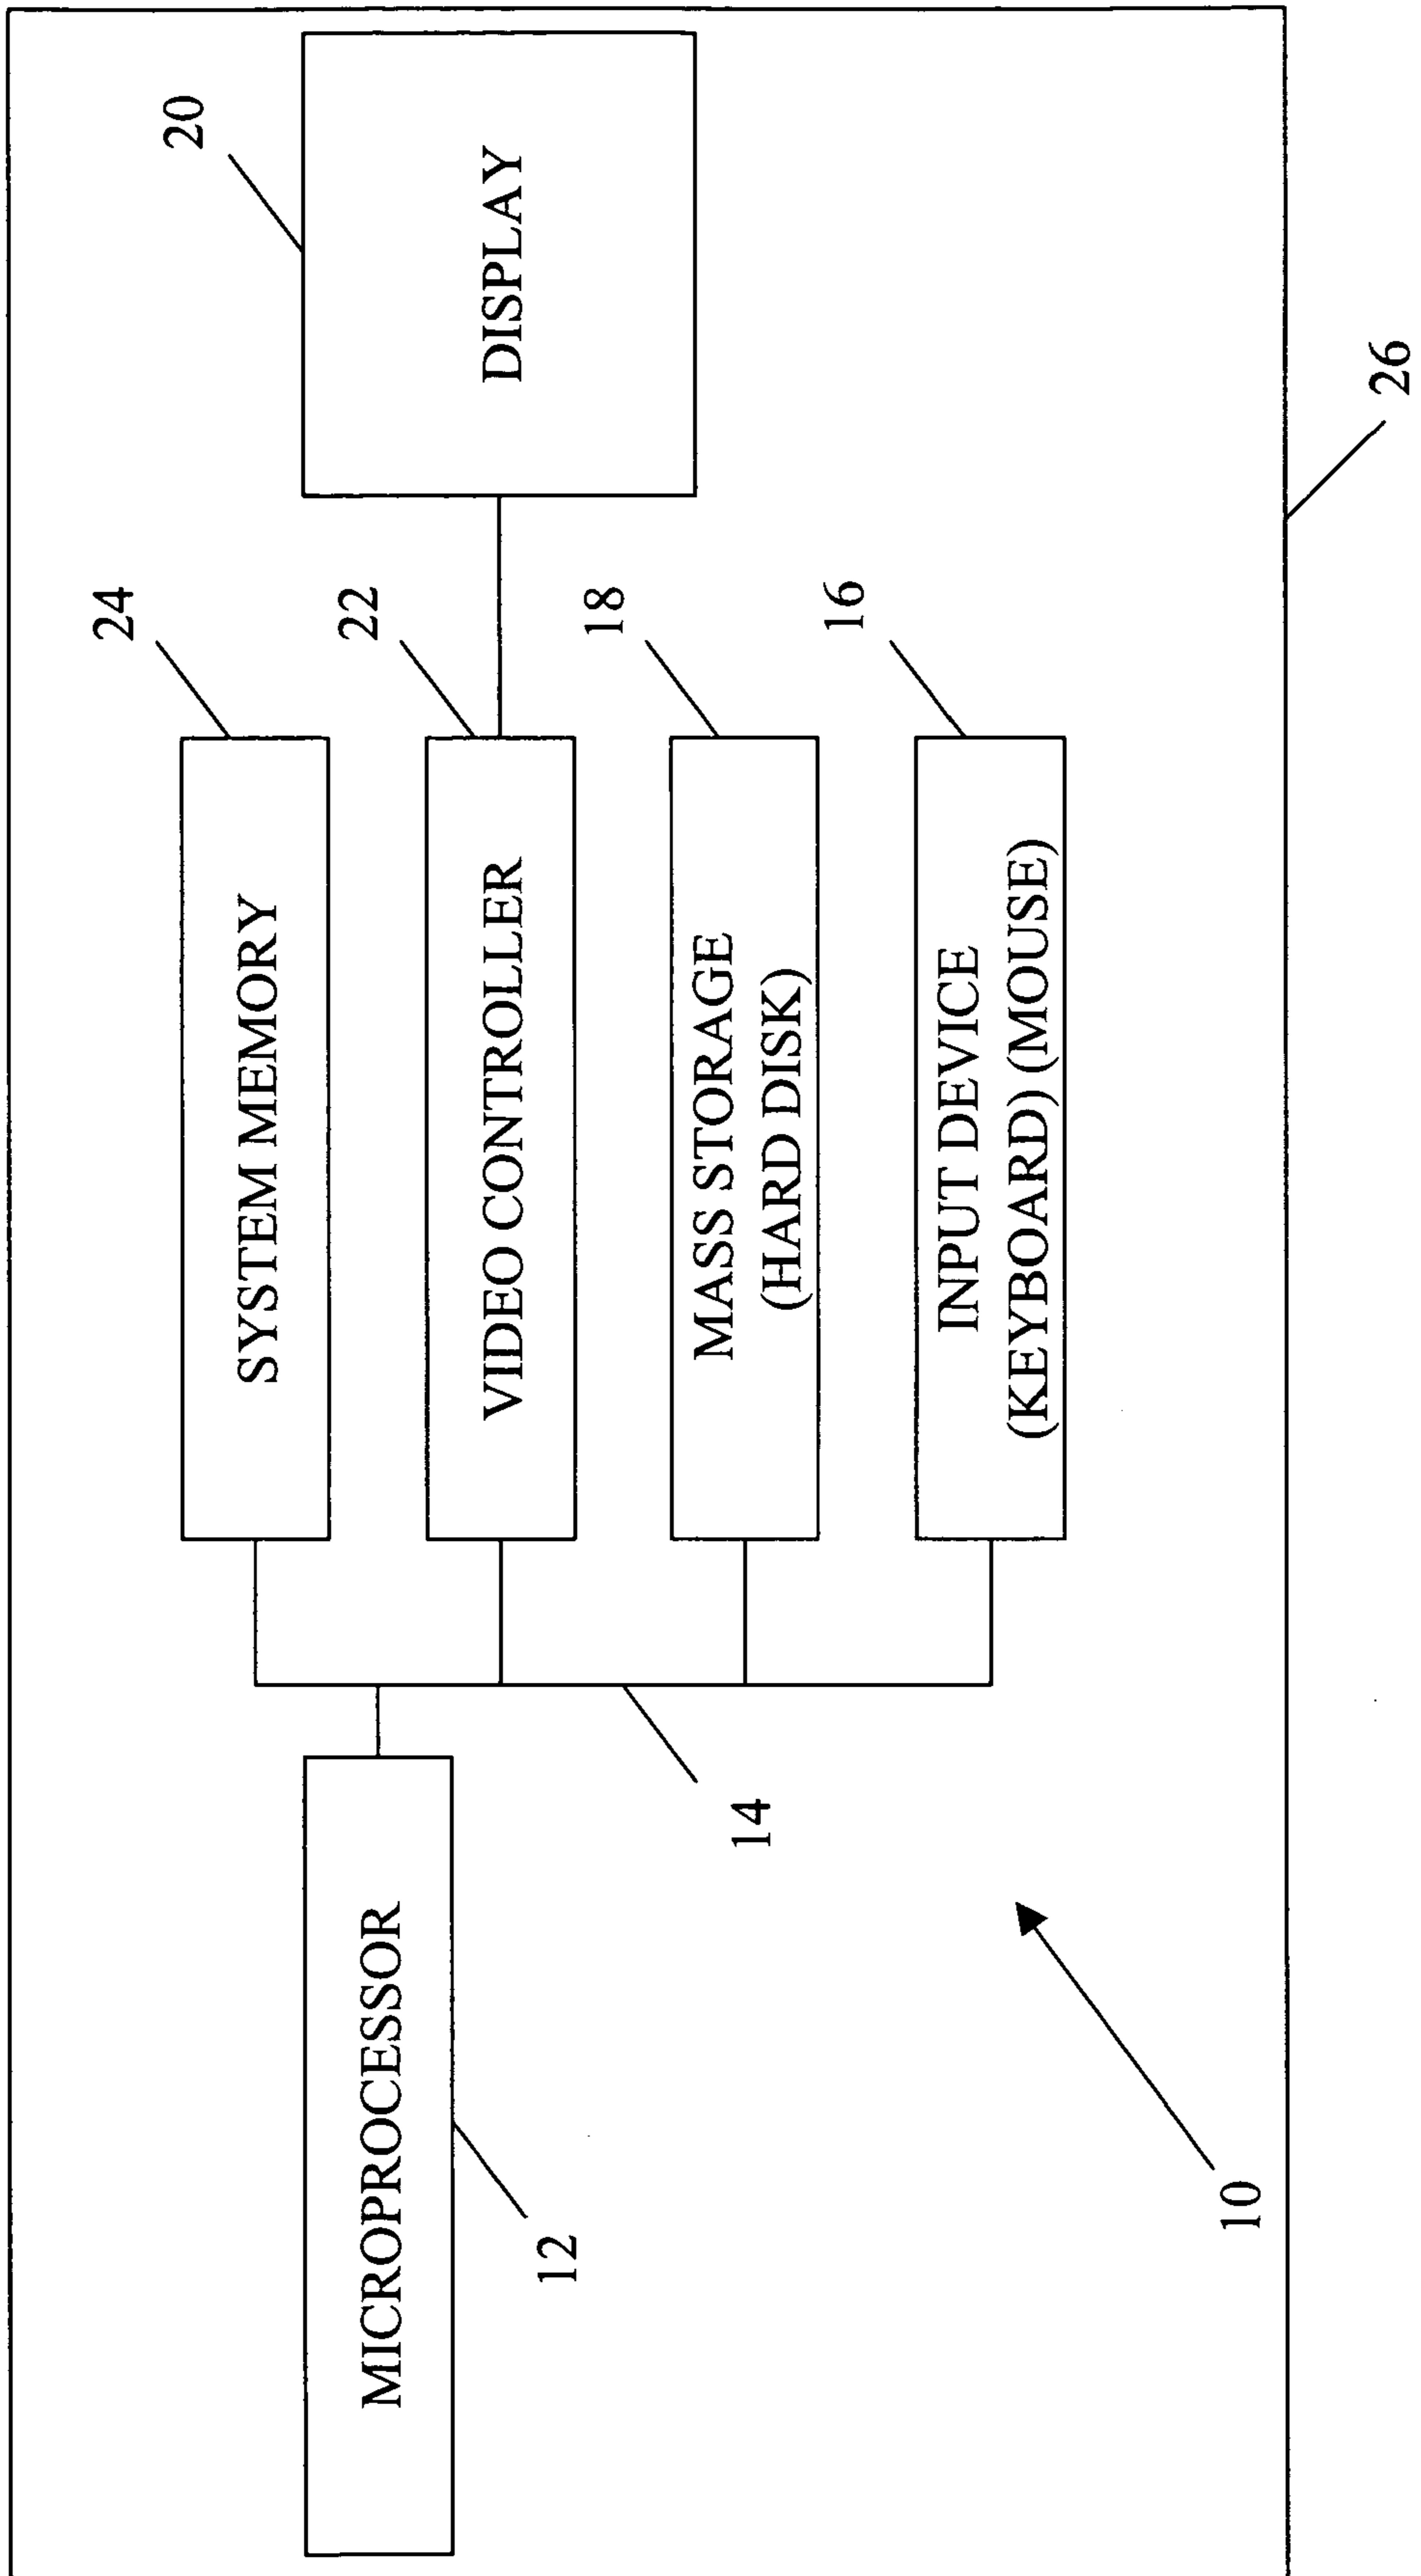 24
SYSTEM MEMORY
20
DISPLAY
MICROPROCESSOR
12
22
VIDEO CONTROLLER
14
18
MASS STORAGE
(HARD DISK)
16
INPUT DEVICE
(KEYBOARD) (MOUSE)
10
26